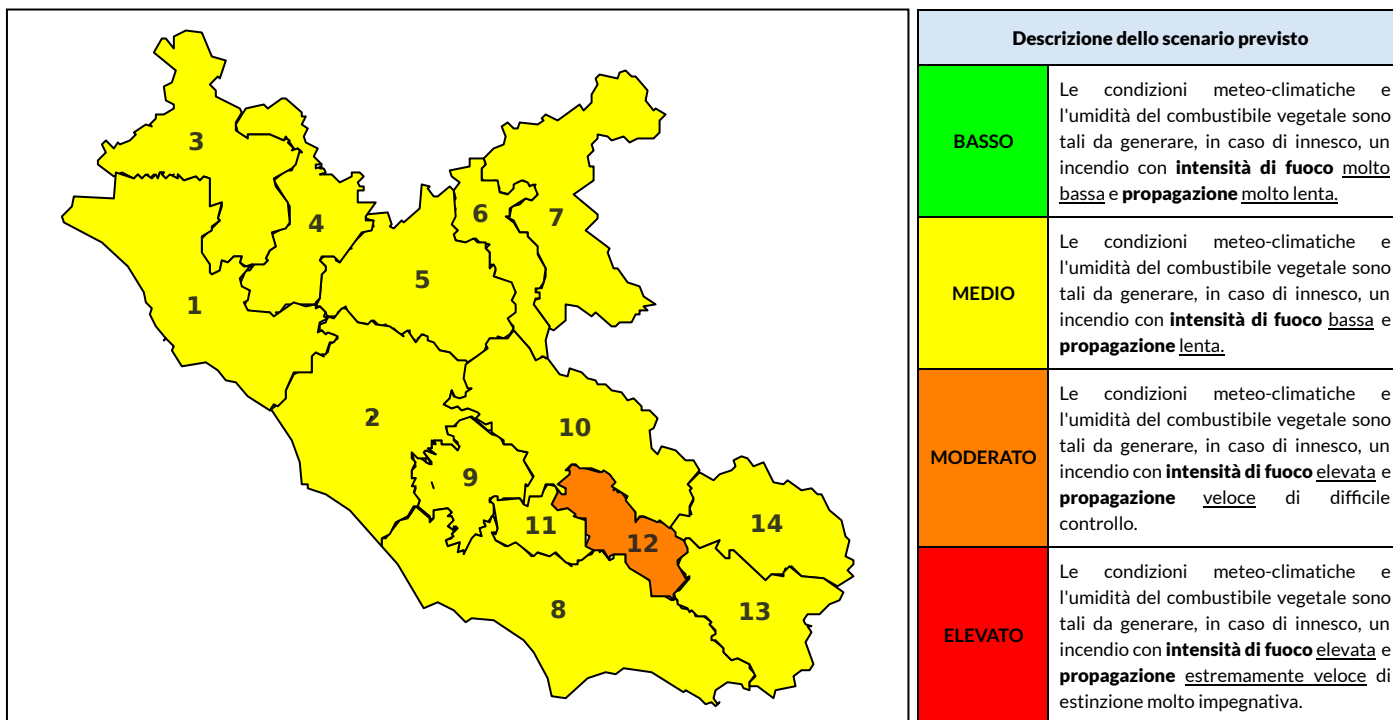 3
4
6
7
5
1
2
10
9
11
12
14
8
13
Descrizione dello scenario previsto
BASSO
Le condizioni meteo-climatiche e
l'umidità del combustibile vegetale sono
tali da generare, in caso di innesco, un
incendio con intensità di fuoco molto
bassa e propagazione molto lenta.
MEDIO
Le condizioni meteo-climatiche e
l'umidità del combustibile vegetale sono
tali da generare, in caso di innesco, un
incendio con intensità di fuoco bassa e
propagazione lenta.
MODERATO
Le condizioni meteo-climatiche e
l'umidità del combustibile vegetale sono
tali da generare, in caso di innesco, un
incendio con intensità di fuoco elevata e
propagazione veloce di difficile
controllo.
ELEVATO
Le condizioni meteo-climatiche e
l'umidità del combustibile vegetale sono
tali da generare, in caso di innesco, un
incendio con intensità di fuoco elevata e
propagazione estremamente veloce di
estinzione molto impegnativa.